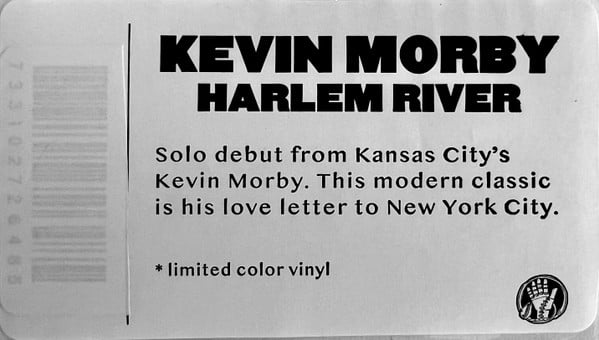 KEVIN MORBY
HARLEM RIVER
Solo debut from Kansas City's
Kevin Morby. This modern classic
is his love letter to New York City.
* limited color vinyl